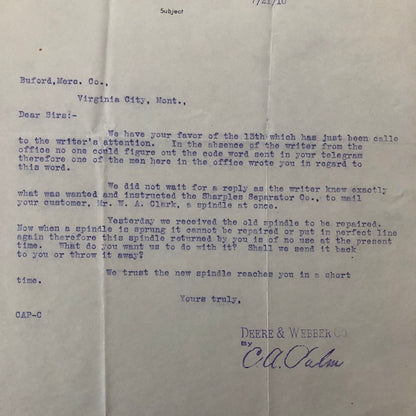 7/21/10
Subject
Buford, Merc. Co.,
Virginia City, Mont.,
Dear Sirs:-
We have your favor of the 13th which has just been calle
to the writer's attention. In the absence of the writer from the
office no one could figure out the code word sent in your telegram
therefore one of the men here in the office wrote you in regard to
this word.
We did not wait for a reply as the writer knew exactly
what was wanted and instructed the Sharples Separator Co., to mail
your customer, Mr. W. A. Clark, a spindle at once.
Yesterday we received the old spindle to be repaired.
Now when a spindle is sprung it cannot be repaired or put in perfect line
again therefore this spindle returned by you is of no use at the present
time. What do you want us to do with it? Shall we send it back
to you or throw it away?
We trust the new spindle reaches you in a short
time.
Yours truly,
CAP-C
DEERE & WEBBER CO.
BY
C.A. Palm